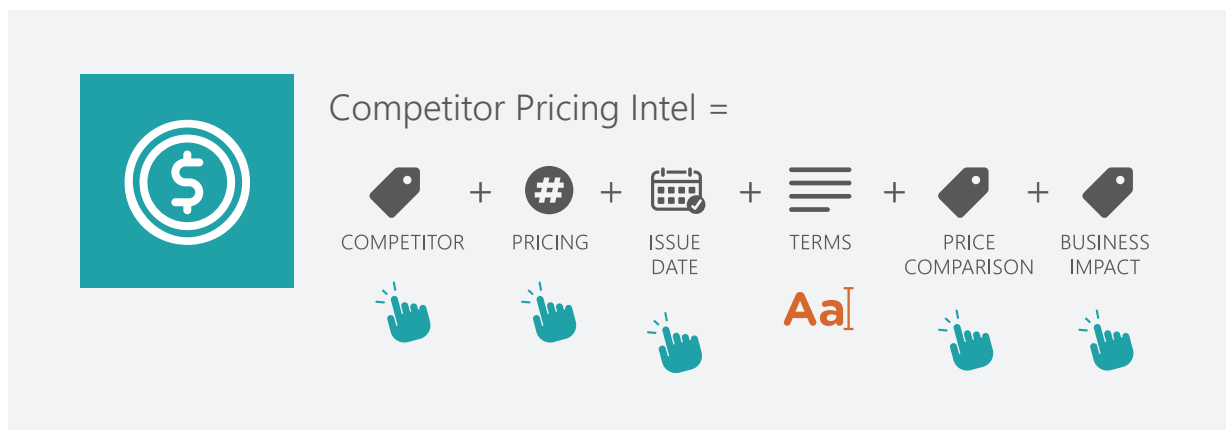 Competitor Pricing Intel =
$
# 
+ + + + +
COMPETITOR PRICING ISSUE DATE TERMS PRICE COMPARISON BUSINESS IMPACT
Aa